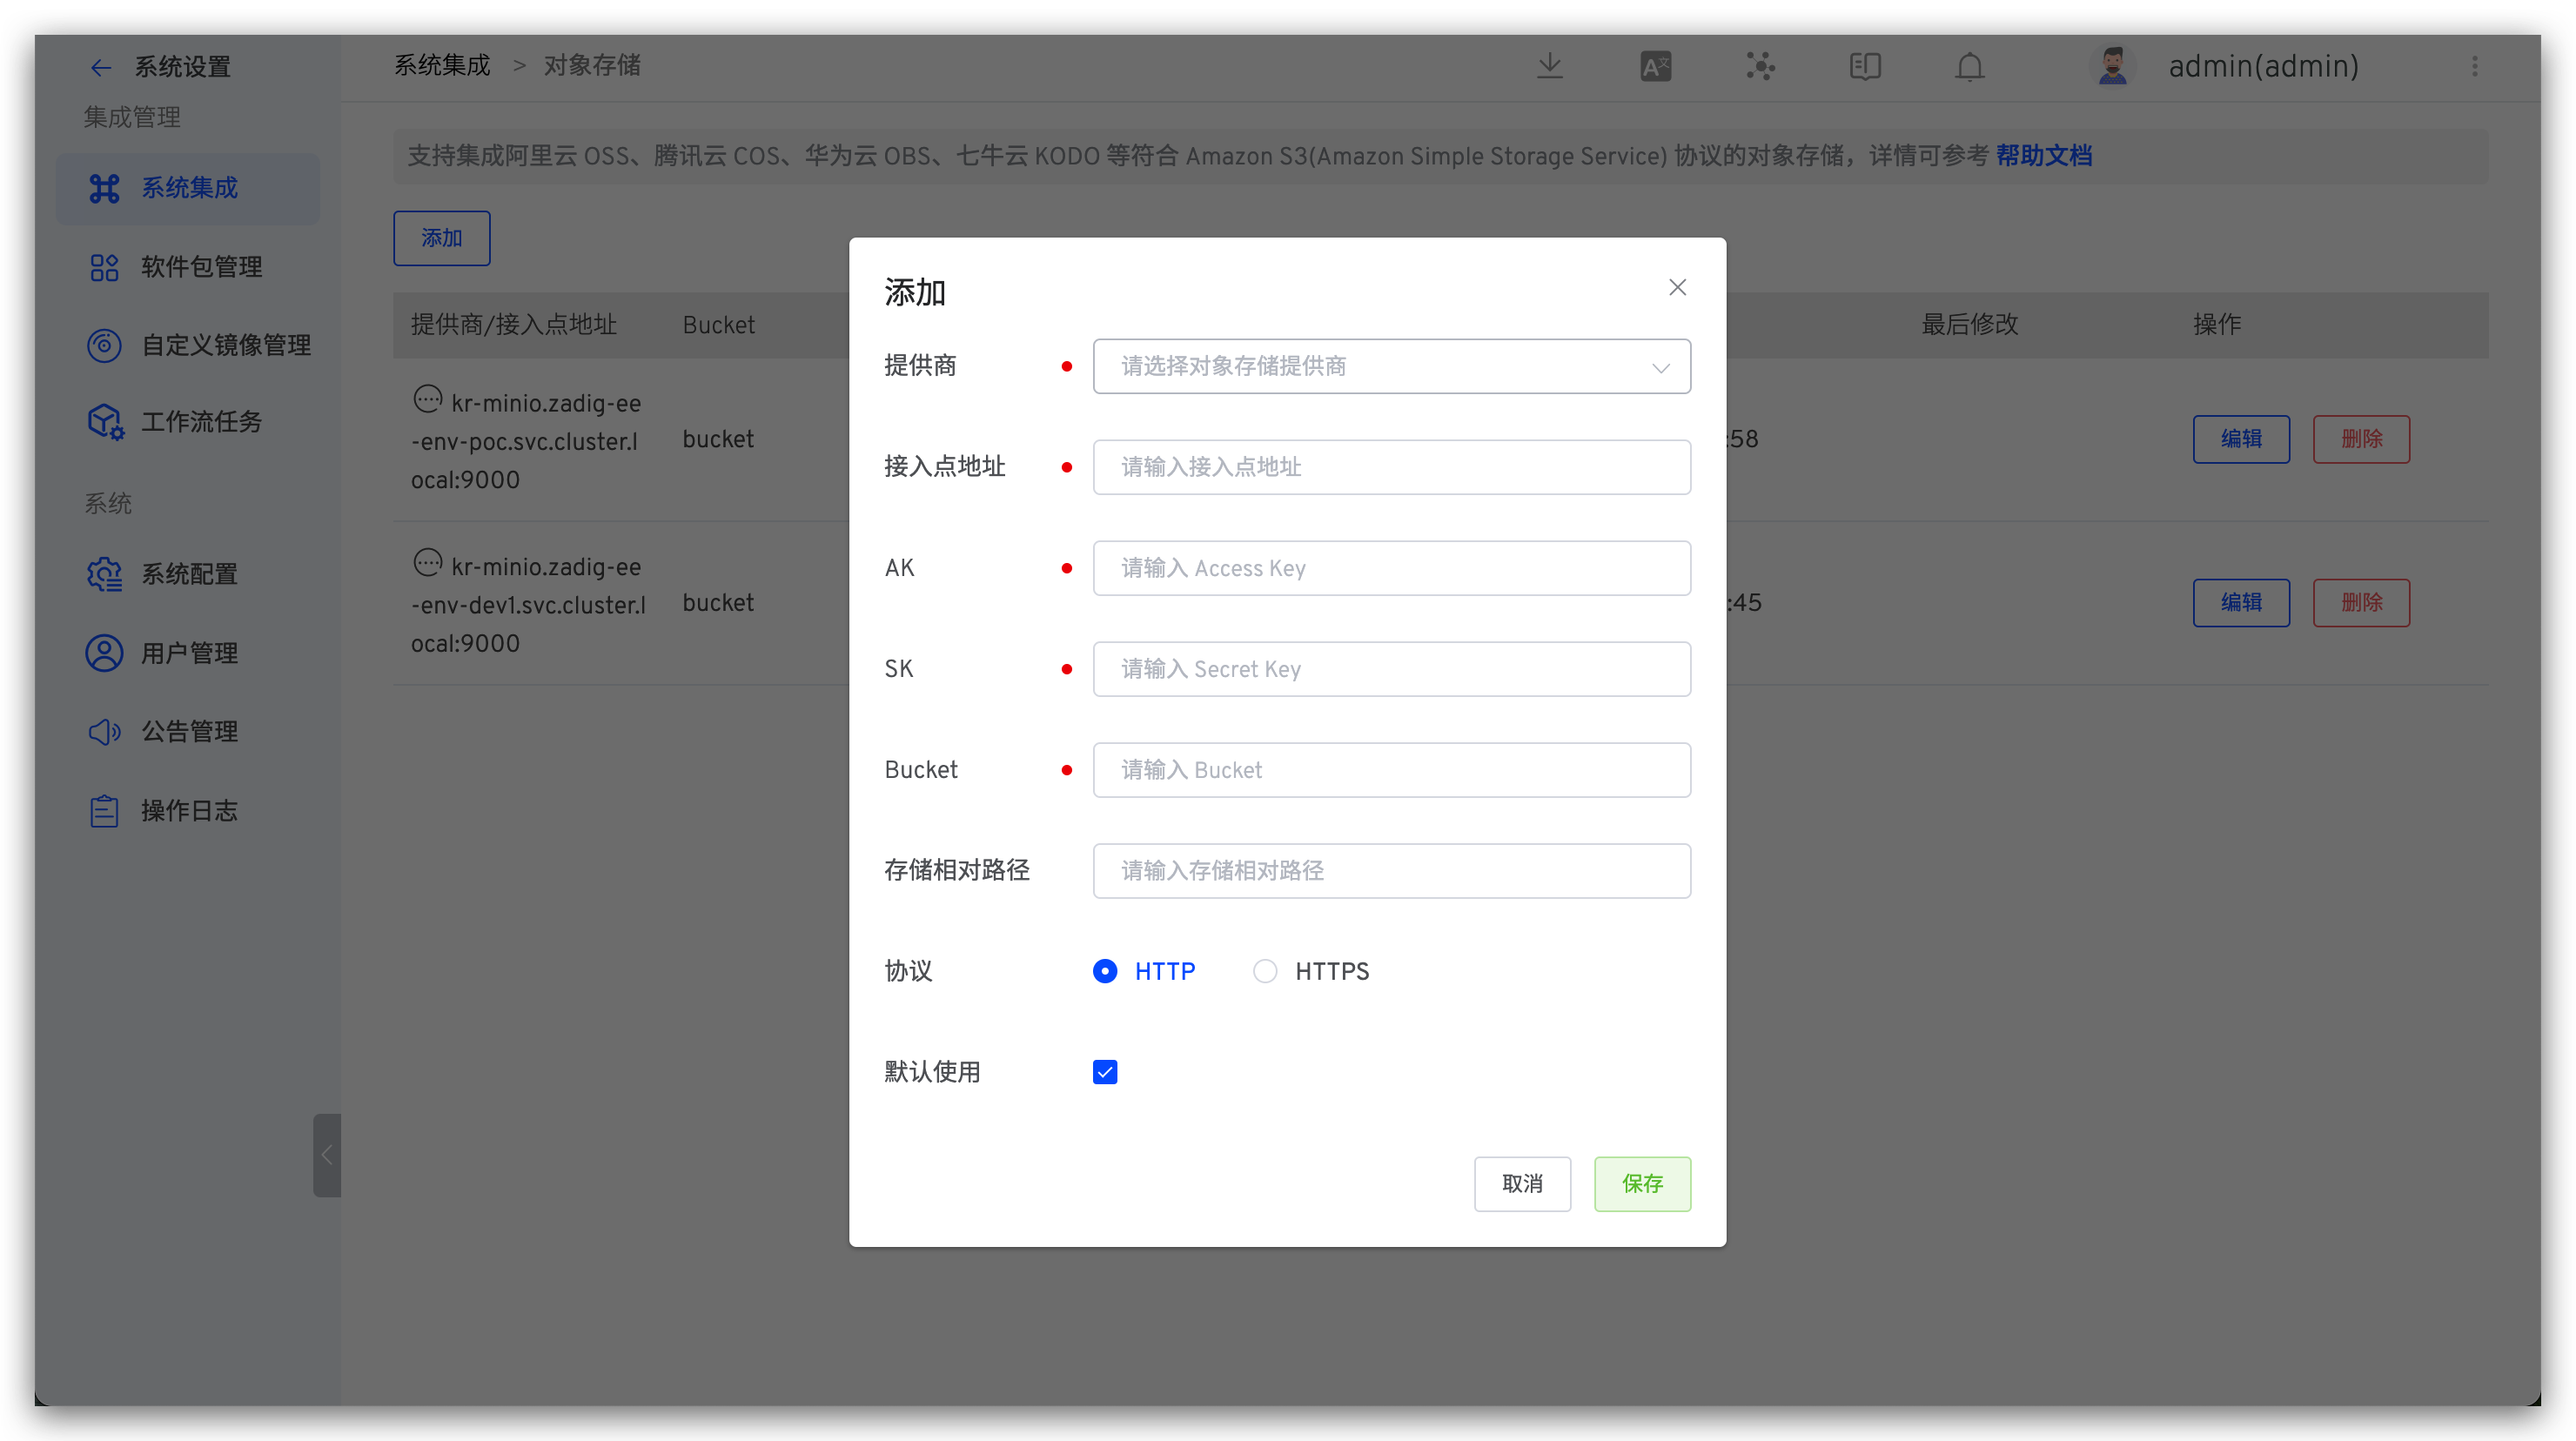 系统设置
集成管理
系统集成
软件包管理
自定义镜像管理
工作流任务
系统
系统配置
用户管理
公告管理
操作日志
系统集成 > 对象存储
A文
admin(admin)
支持集成阿里云 OSS、腾讯云 COS、华为云 OBS、七牛云 KODO 等符合 Amazon S3(Amazon Simple Storage Service) 协议的对象存储，详情可参考 帮助文档
添加
提供商/接入点地址 Bucket 最后修改 操作
kr-minio.zadig-ee
-env-poc.svc.cluster.l
ocal:9000
bucket
:58
编辑 删除
kr-minio.zadig-ee
-env-dev1.svc.cluster.l
ocal:9000
bucket
:45
编辑 删除
添加
提供商 请选择对象存储提供商
接入点地址 请输入接入点地址
AK 请输入 Access Key
SK 请输入 Secret Key
Bucket 请输入 Bucket
存储相对路径 请输入存储相对路径
协议 HTTP HTTPS
默认使用
取消 保存